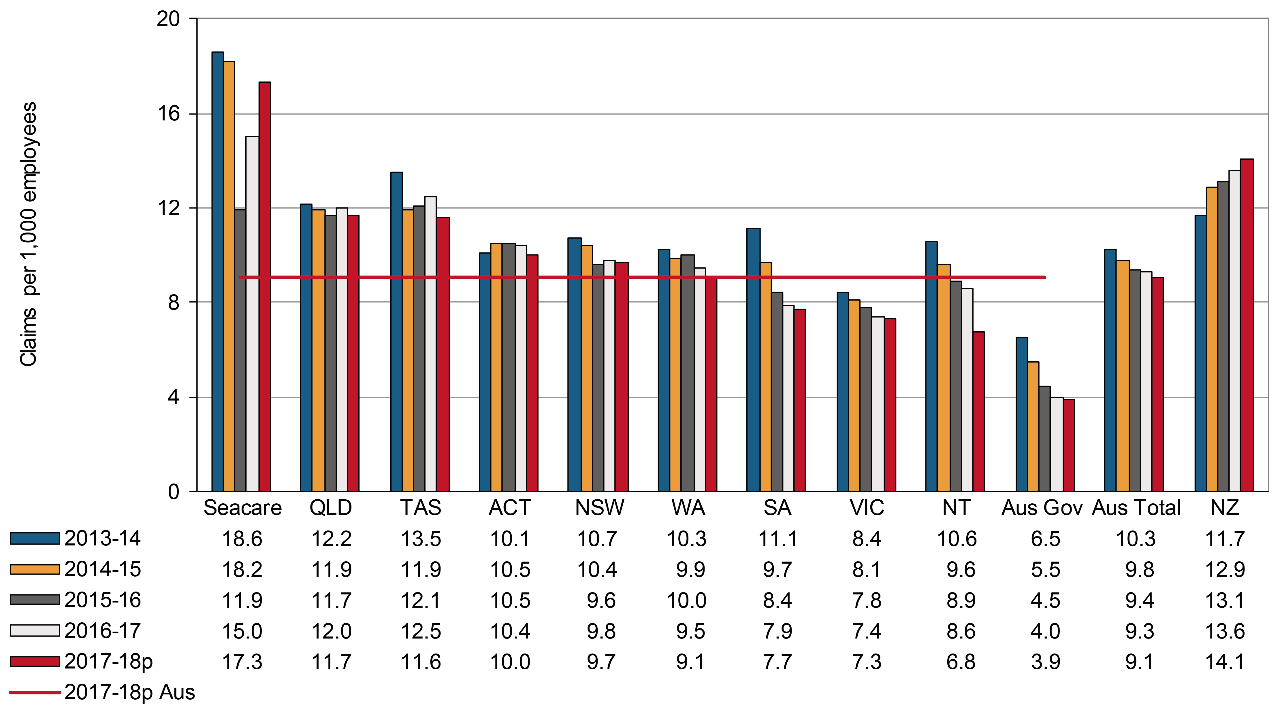 20
16
12
8
4
0
Claims per 1,000 employees
Seacare QLD TAS ACT NSW WA SA VIC NT Aus Gov Aus Total NZ
2013-14 18.6 12.2 13.5 10.1 10.7 10.3 11.1 8.4 10.6 6.5 10.3 11.7
2014-15 18.2 11.9 11.9 10.5 10.4 9.9 9.7 8.1 9.6 5.5 9.8 12.9
2015-16 11.9 11.7 12.1 10.5 9.6 10.0 8.4 7.8 8.9 4.5 9.4 13.1
2016-17 15.0 12.0 12.5 10.4 9.8 9.5 7.9 7.4 8.6 4.0 9.3 13.6
2017-18p 17.3 11.7 11.6 10.0 9.7 9.1 7.7 7.3 6.8 3.9 9.1 14.1
2017-18p Aus